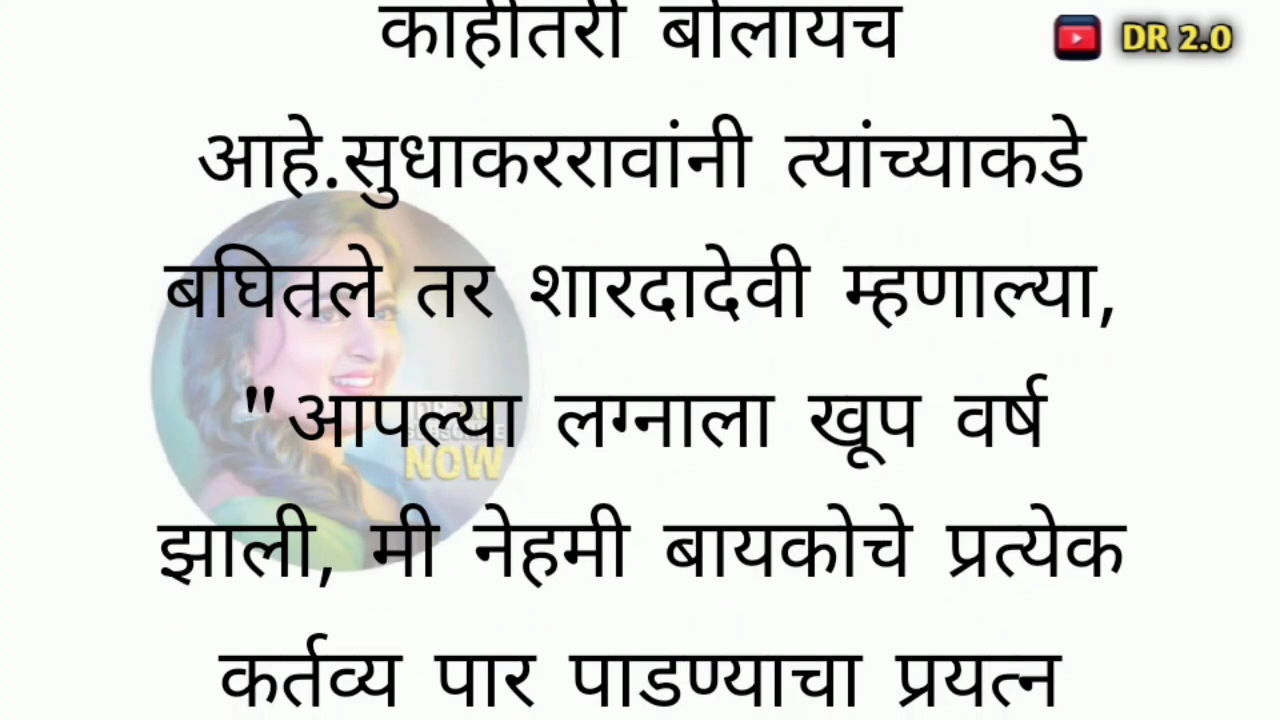 काहीतरी बोलायच
DR 2.0
आहे.सुधाकररावांनी त्यांच्याकडे
बघितले तर शारदादेवी म्हणाल्या,
"आपल्या लग्नाला खूप वर्ष
NOW
झाली, मी नेहमी बायकोचे प्रत्येक
कर्तव्य पार पाडण्याचा प्रयत्न